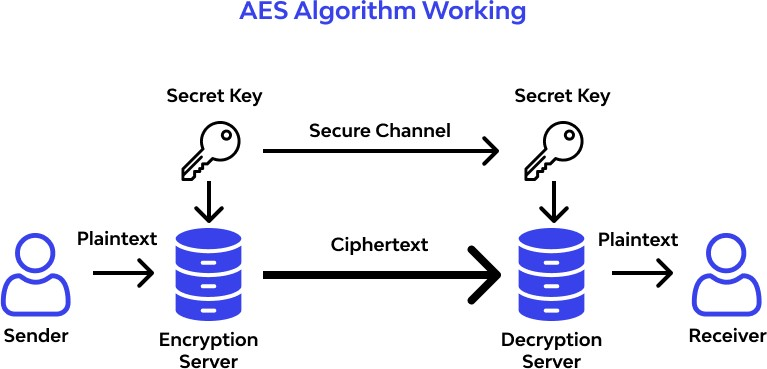 AES Algorithm Working
Secret Key
Secret Key
Secure Channel
Plaintext
Ciphertext
Plaintext
Sender
Encryption
Server
Decryption
Server
Receiver